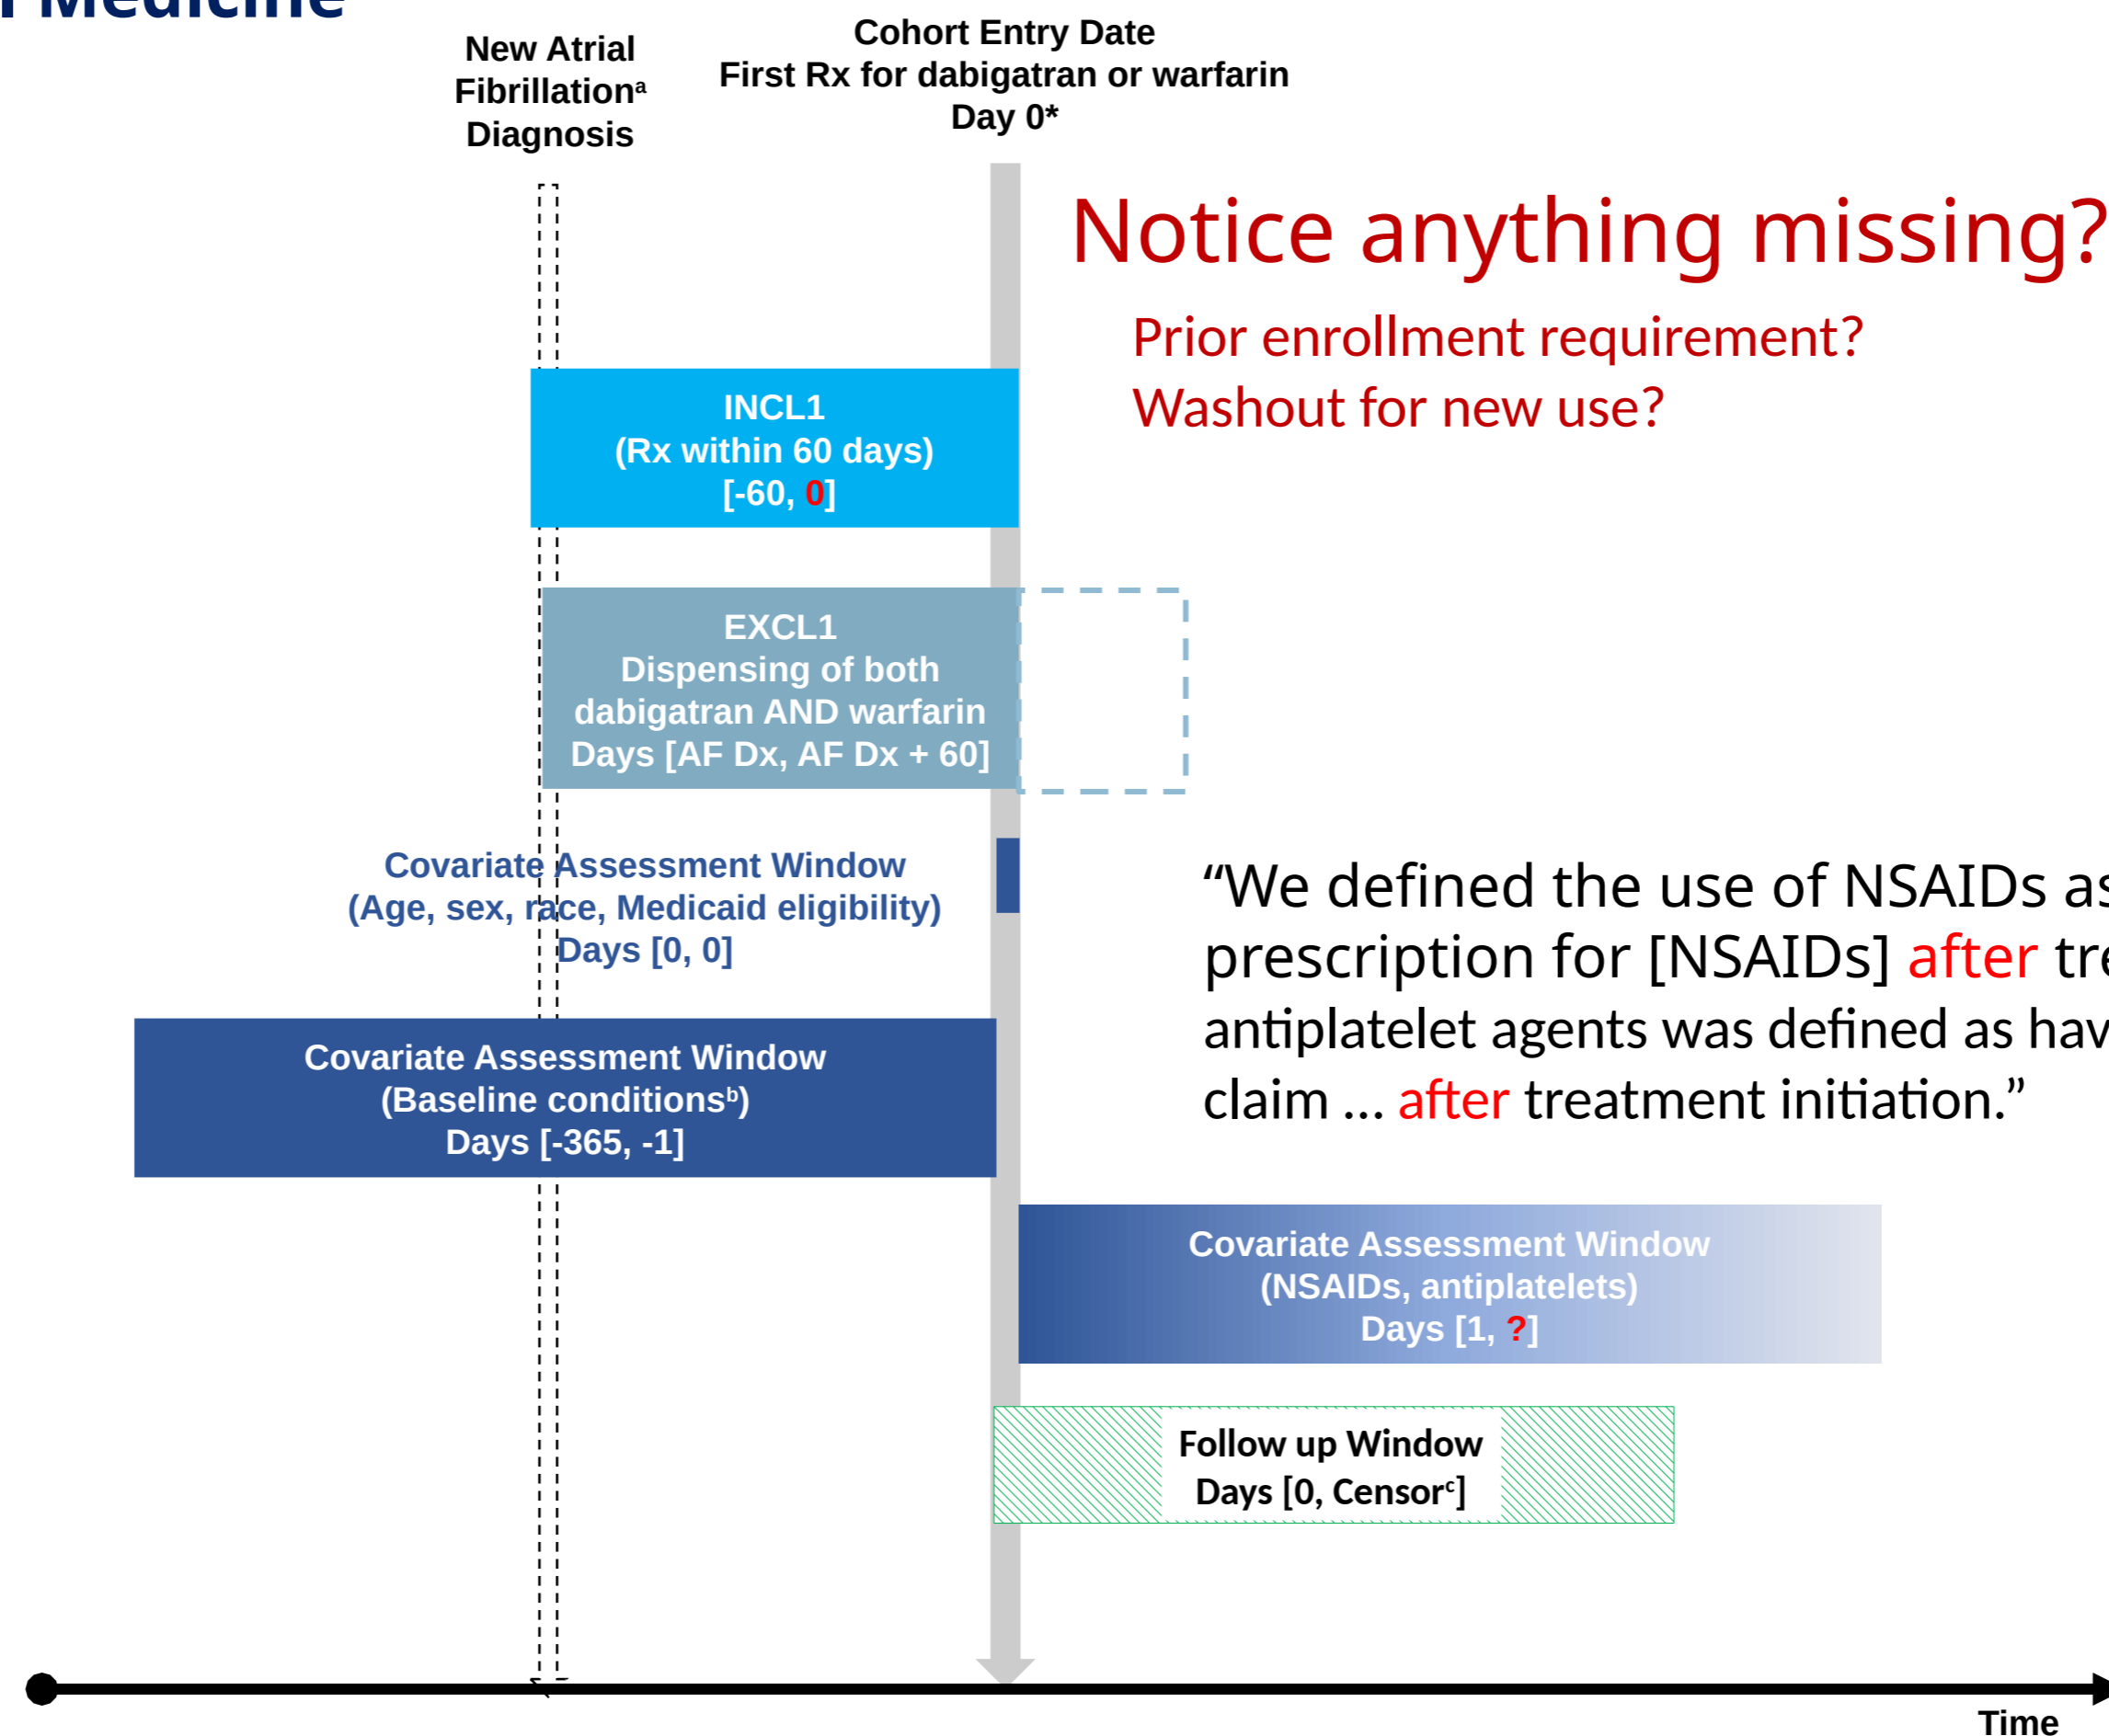 Medicine
New Atrial
Fibrillationᵃ
Diagnosis
Cohort Entry Date
First Rx for dabigatran or warfarin
Day 0*
Notice anything missing?
Prior enrollment requirement?
Washout for new use?
INCL1
(Rx within 60 days)
[-60, 0]
EXCL1
Dispensing of both
dabigatran AND warfarin
Days [AF Dx, AF Dx + 60]
Covariate Assessment Window
(Age, sex, race, Medicaid eligibility)
Days [0, 0]
“We defined the use of NSAIDs as
prescription for [NSAIDs] after
antiplatelet agents was defined as
claim … after treatment initiation.”
Covariate Assessment Window
(Baseline conditionsᵇ)
Days [-365, -1]
Covariate Assessment Window
(NSAIDs, antiplatelets)
Days [1, ?]
Follow up Window
Days [0, Censorᶜ]
Time